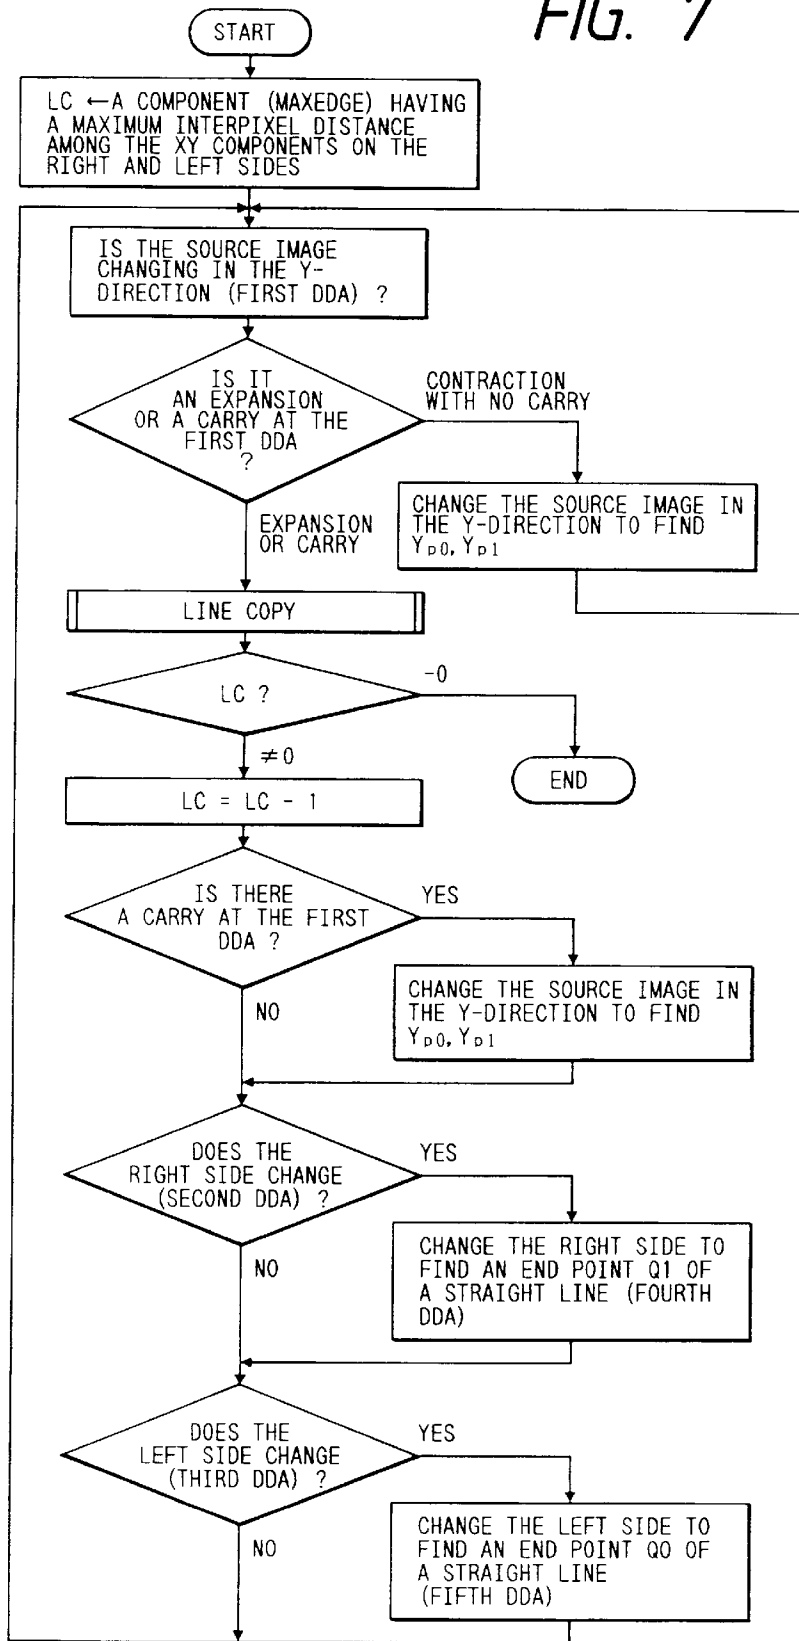 FIG. 7
START
LC ←A COMPONENT (MAXEDGE) HAVING
A MAXIMUM INTERPIXEL DISTANCE
AMONG THE XY COMPONENTS ON THE
RIGHT AND LEFT SIDES
IS THE SOURCE IMAGE
CHANGING IN THE Y-
DIRECTION (FIRST DDA) ?
IS IT
AN EXPANSION
OR A CARRY AT THE
FIRST DDA
?
CONTRACTION
WITH NO CARRY
CHANGE THE SOURCE IMAGE IN
THE Y-DIRECTION TO FIND
Yp0, Yp1
EXPANSION
OR CARRY
LINE COPY
LC ?
-0
≠0
END
LC = LC - 1
IS THERE
A CARRY AT THE FIRST
DDA ?
YES
CHANGE THE SOURCE IMAGE IN
THE Y-DIRECTION TO FIND
Yp0, Yp1
NO
DOES THE
RIGHT SIDE CHANGE
(SECOND DDA) ?
YES
CHANGE THE RIGHT SIDE TO
FIND AN END POINT Q1 OF
A STRAIGHT LINE (FOURTH
DDA)
NO
DOES THE
LEFT SIDE CHANGE
(THIRD DDA) ?
YES
CHANGE THE LEFT SIDE TO
FIND AN END POINT Q0 OF
A STRAIGHT LINE
(FIFTH DDA)
NO